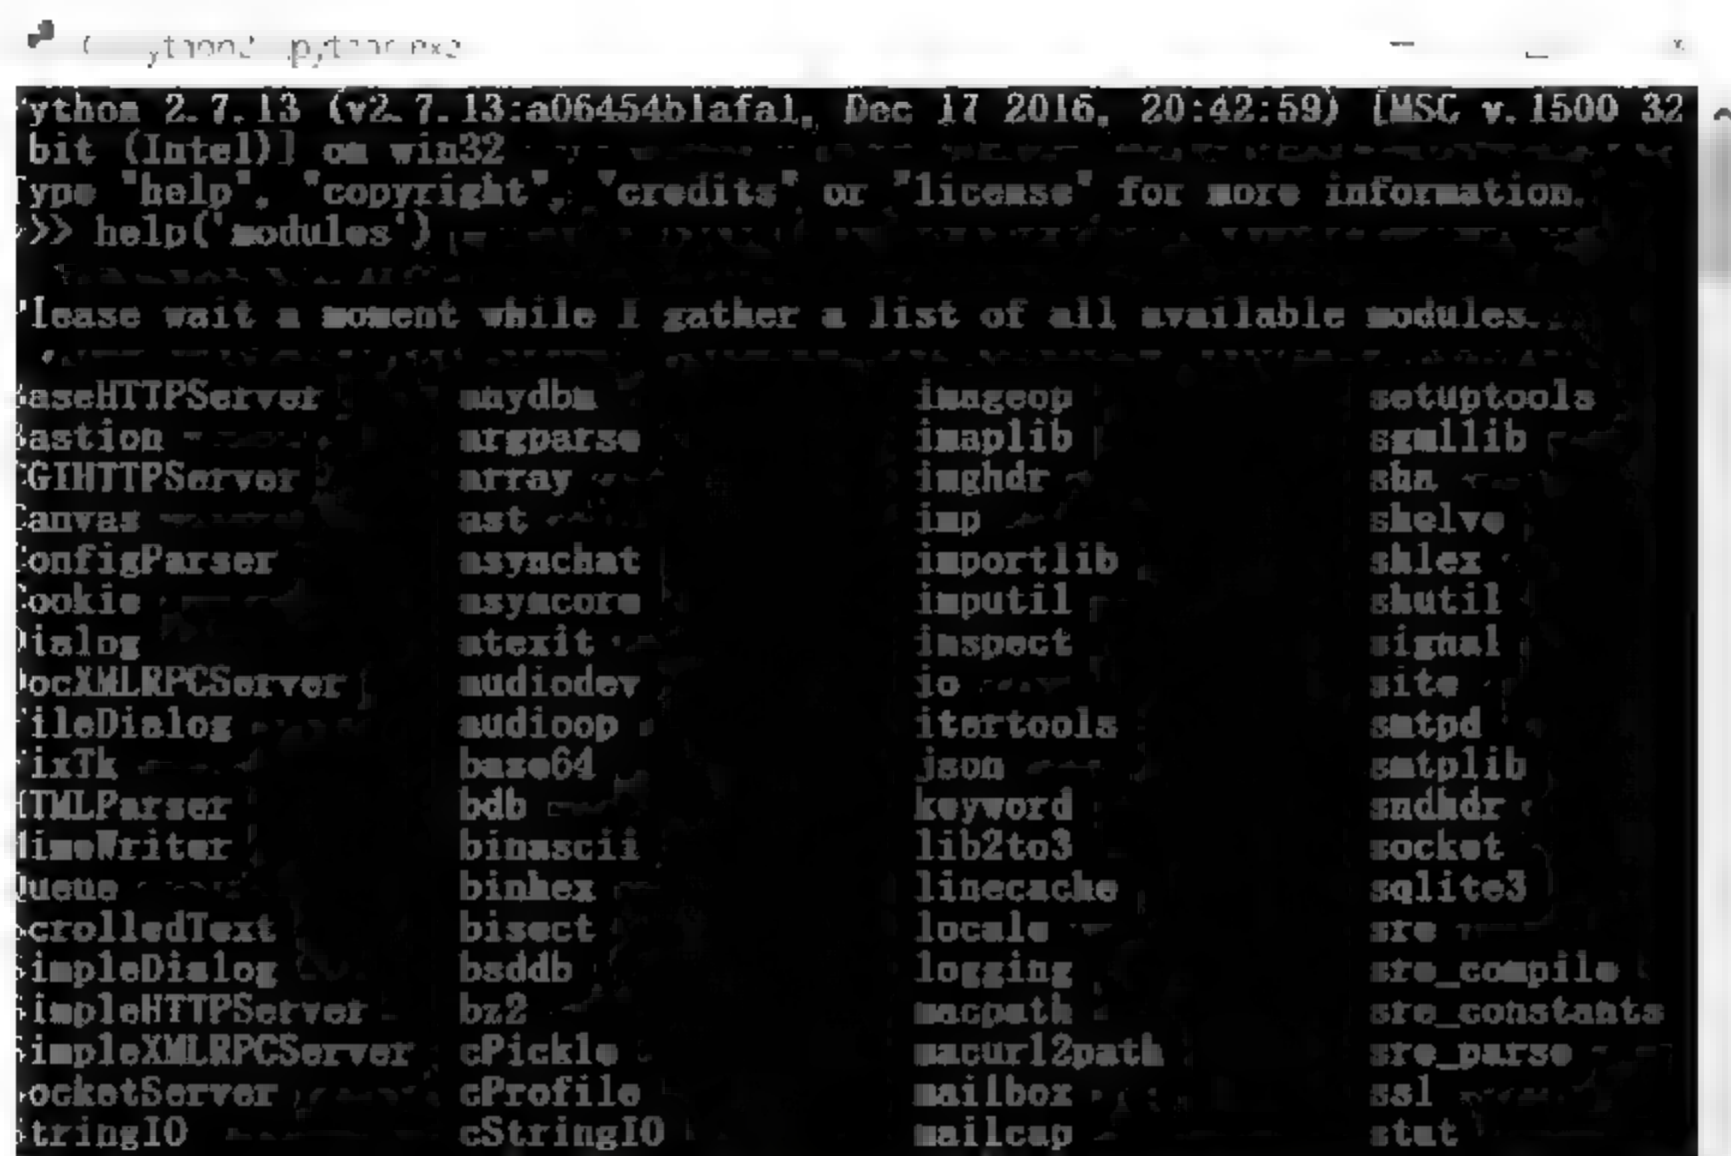 ython 2.7.13 (v2.7.13:a06454b1afa1, Dec 17 2016, 20:42:59) [MSC v.1500 32
bit (Intel)] on win32
ype "help", "copyright", "credits" or "license" for more information.
>>> help('modules')
lease wait a moment while I gather a list of all available modules...
aseHTTPServer anydbm imageop setuptools
astion argparse imaplib sgmllib
GIHTTPServer array imghdr sha
anvas ast imp shelve
onfigParser asynchat importlib shlex
ookie asyncore imputil shutil
ialog atexit inspect signal
ocXMLRPCServer audiodev io site
ileDialog audioop itertools smtpd
ixTk base64 json smtplib
TMLParser bdb keyword sndhdr
imeWriter binascii lib2to3 socket
ueue binhex linecache sqlite3
crolledText bisect locale sre
impleDialog bsddb logging sre_compile
impleHTTPServer bz2 macpath sre_constants
impleXMLRPCServer cPickle macurl2path sre_parse
ocketServer cProfile mailbox ssl
tringIO cStringIO mailcap stat